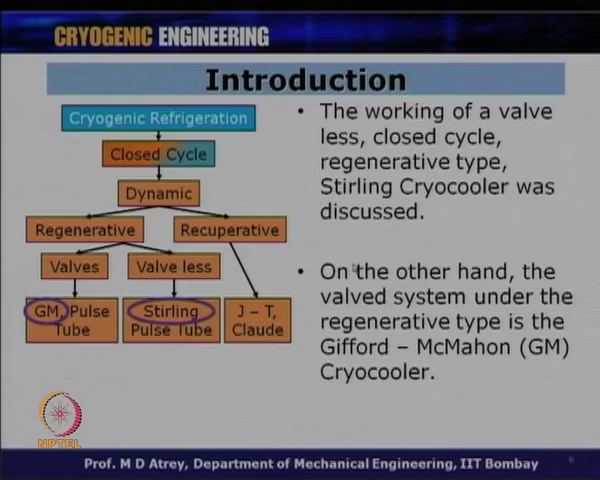 CRYOGENIC ENGINEERING
Introduction
Cryogenic Refrigeration
Closed Cycle
Dynamic
Regenerative
Recuperative
Valves
Valve less
GM, Pulse
Tube
Stirling
Pulse Tube
J – T,
Claude
• The working of a valve
less, closed cycle,
regenerative type,
Stirling Cryocooler was
discussed.
• On the other hand, the
valved system under the
regenerative type is the
Gifford – McMahon (GM)
Cryocooler.
NPTEL
Prof. M D Atrey, Department of Mechanical Engineering, IIT Bombay
6